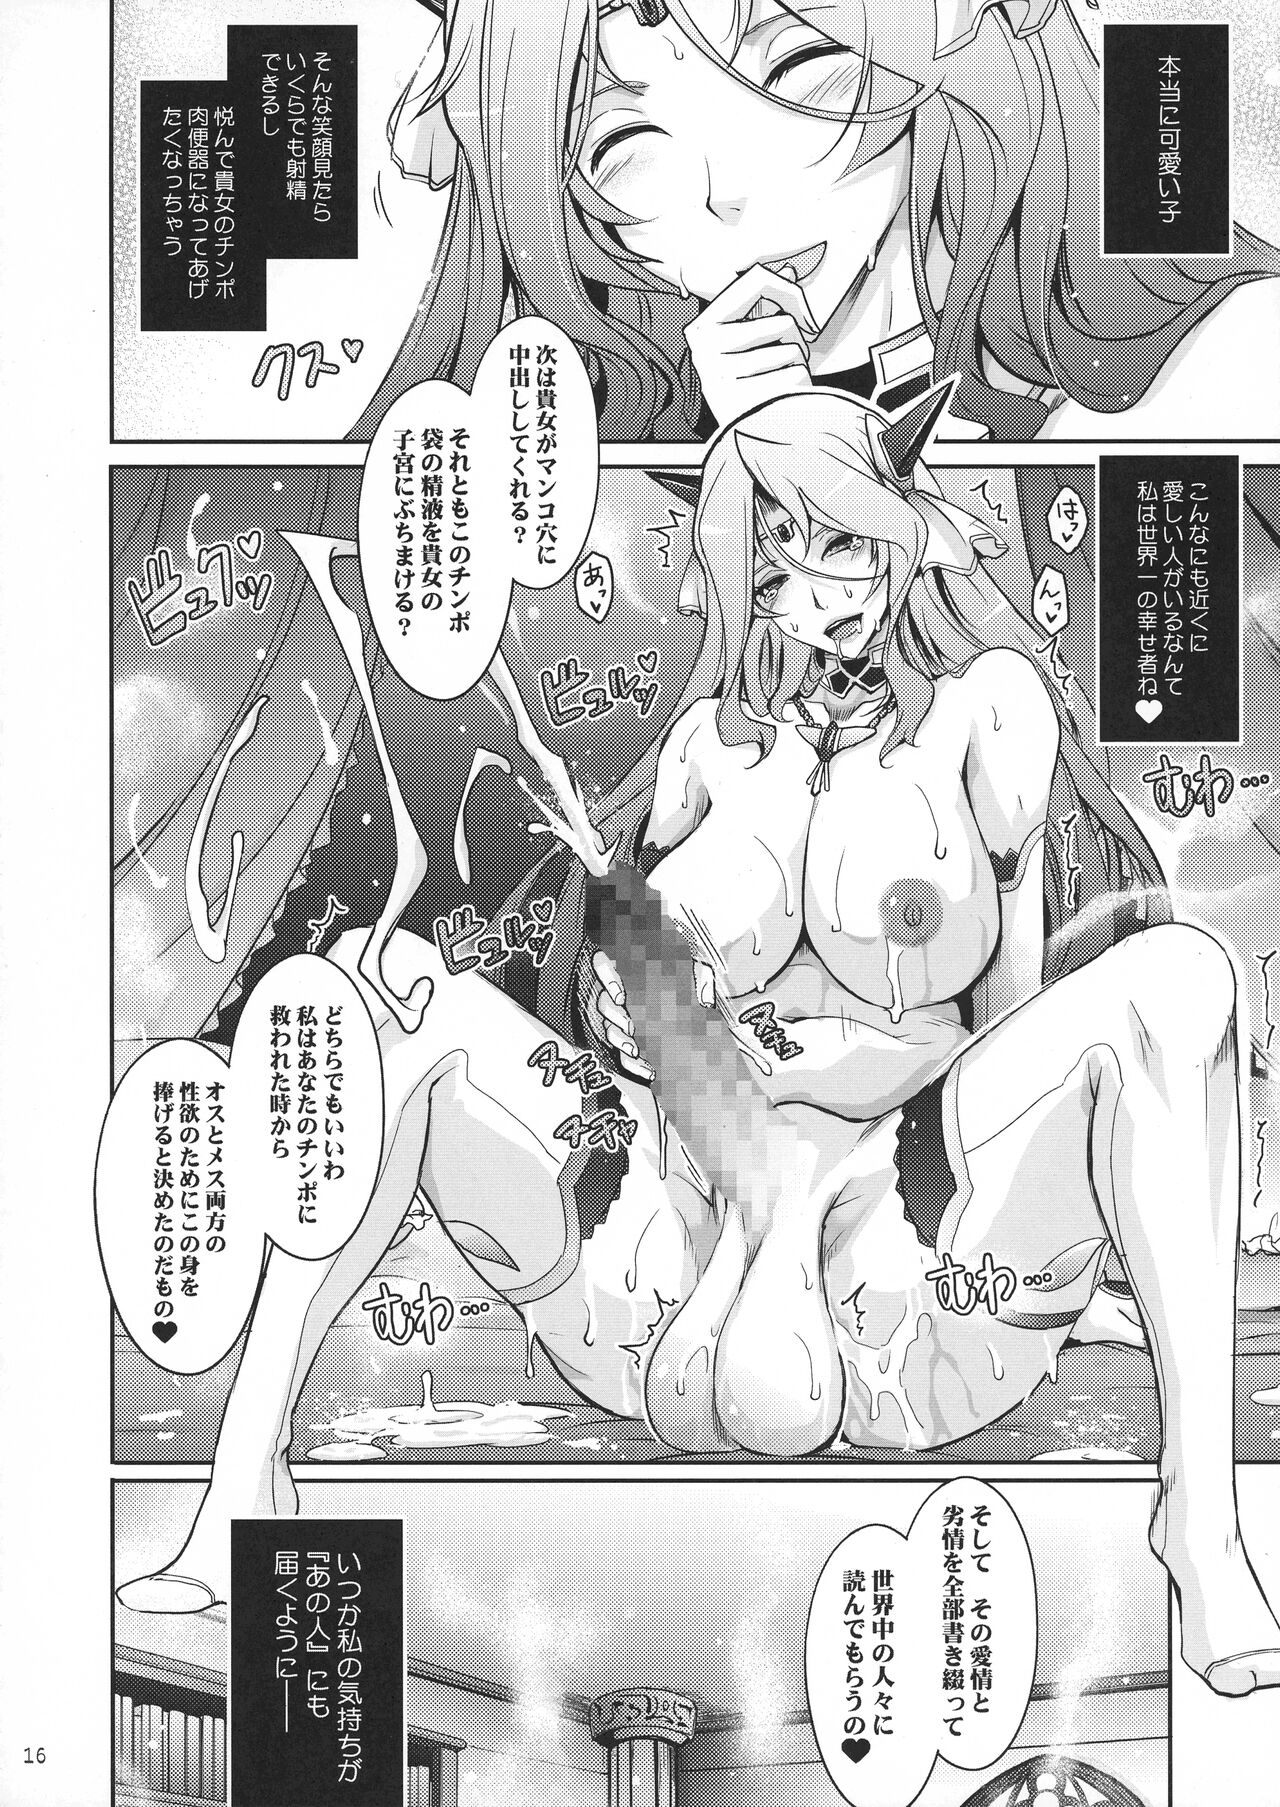 本当に可愛い子
そんな笑顔見たら
いくらでも射精
できるし
悦んで貴女のチンポ
肉便器になってあげ
たくなっちゃう
クス♥
こんなにも近くに
愛しい人がいるなんて
私は世界一の幸せ者ね♥
次は貴女がマンコ穴に
中出ししてくれる?
それともこのチンポ
袋の精液を貴女の
子宮にぶちまける?
はっ♥
んっ♥
あっ♥
ビュクッ♥
ビュルッ♥
ビュルッ♥
むわ…
どちらでもいいわ
私はあなたのチンポに
救われた時から
オスとメス両方の
性欲のためにこの身を
捧げると決めたのだもの♥
むわ…
むわ…
そして その愛情と
劣情を全部書き綴って
世界中の人々に
読んでもらうの♥
いつか私の気持ちが
『あの人』にも
届くように――
16